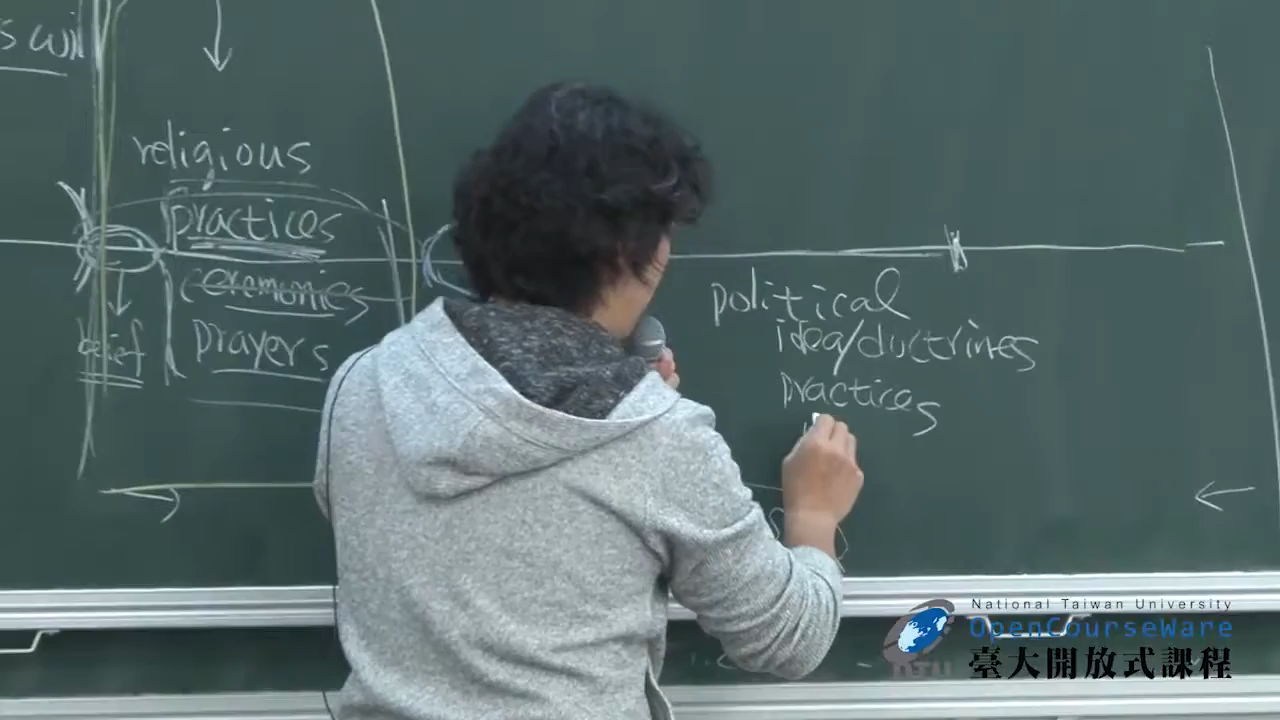 religious
practices
ceremonies
prayers
belief
political
idea/doctrines
practices
National Taiwan University
OpenCourseWare
臺大開放式課程